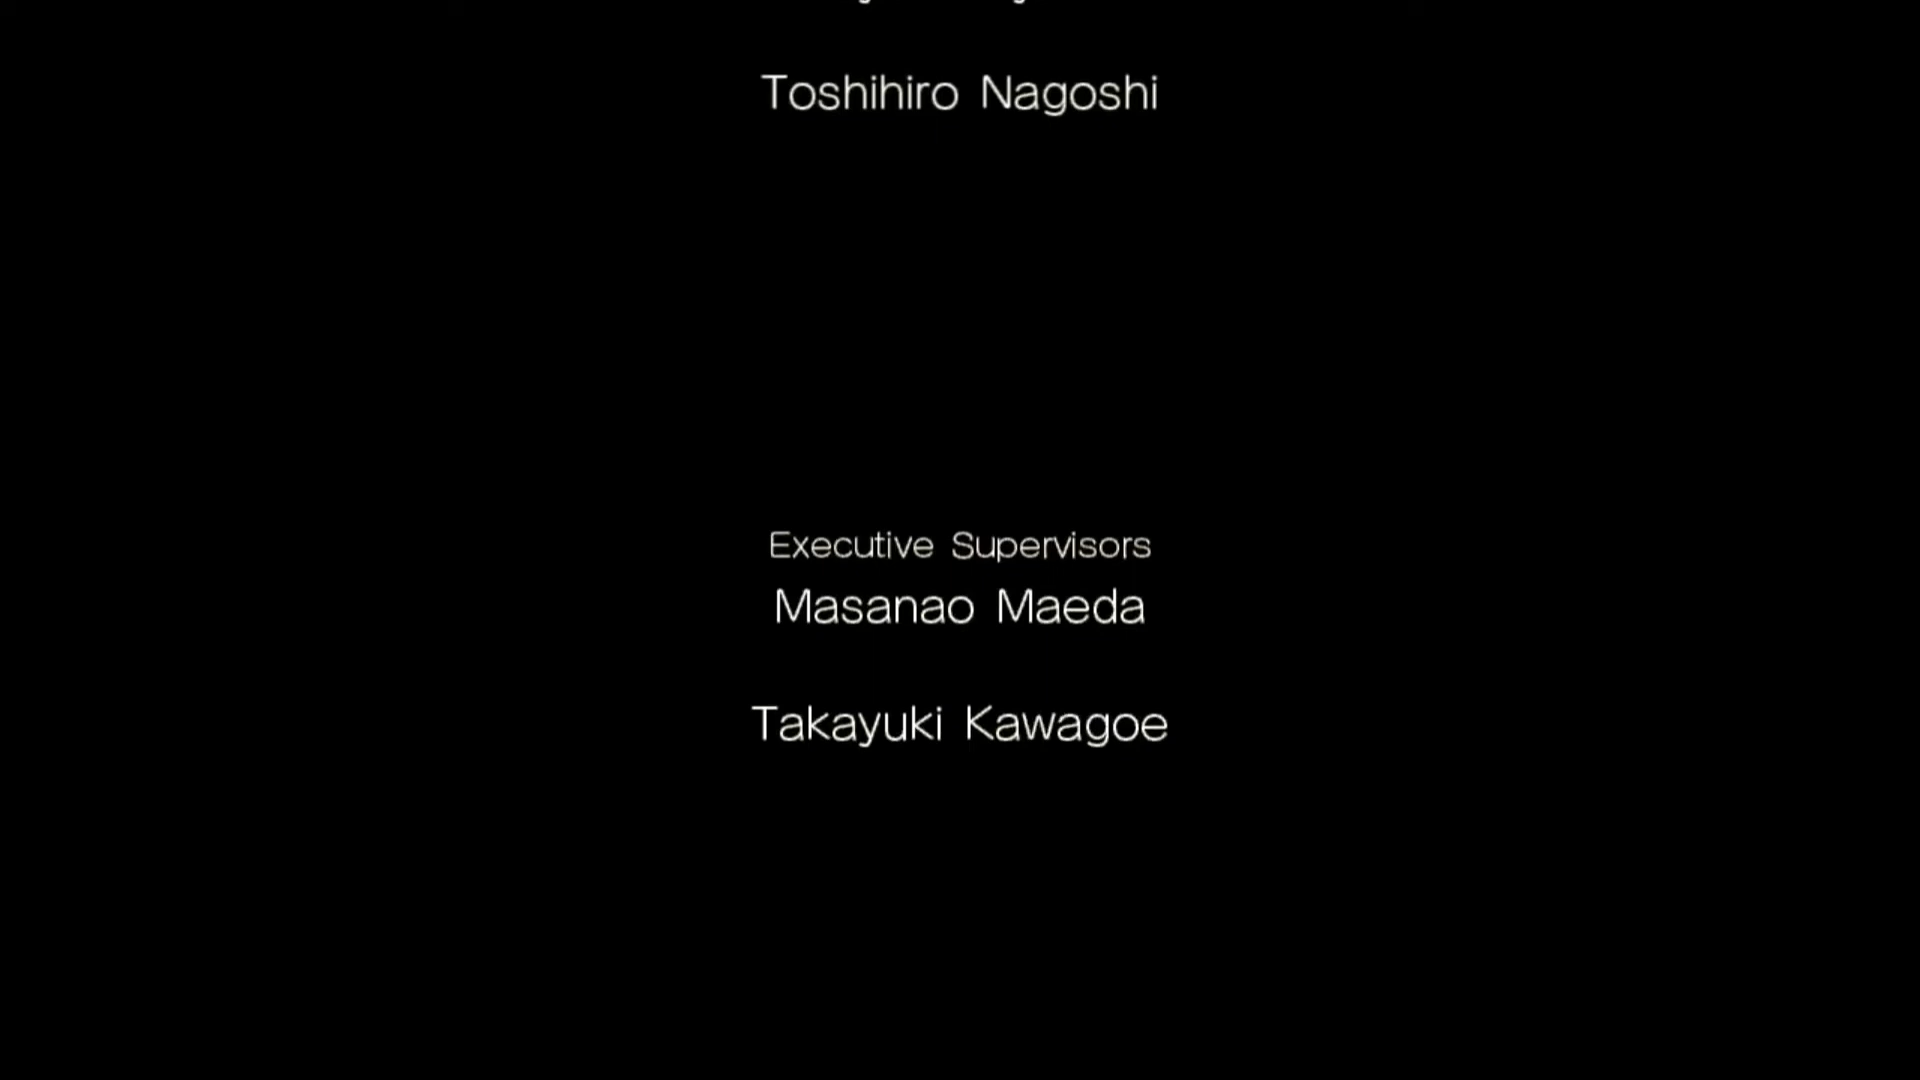 Toshihiro Nagoshi
Executive Supervisors
Masanao Maeda
Takayuki Kawagoe